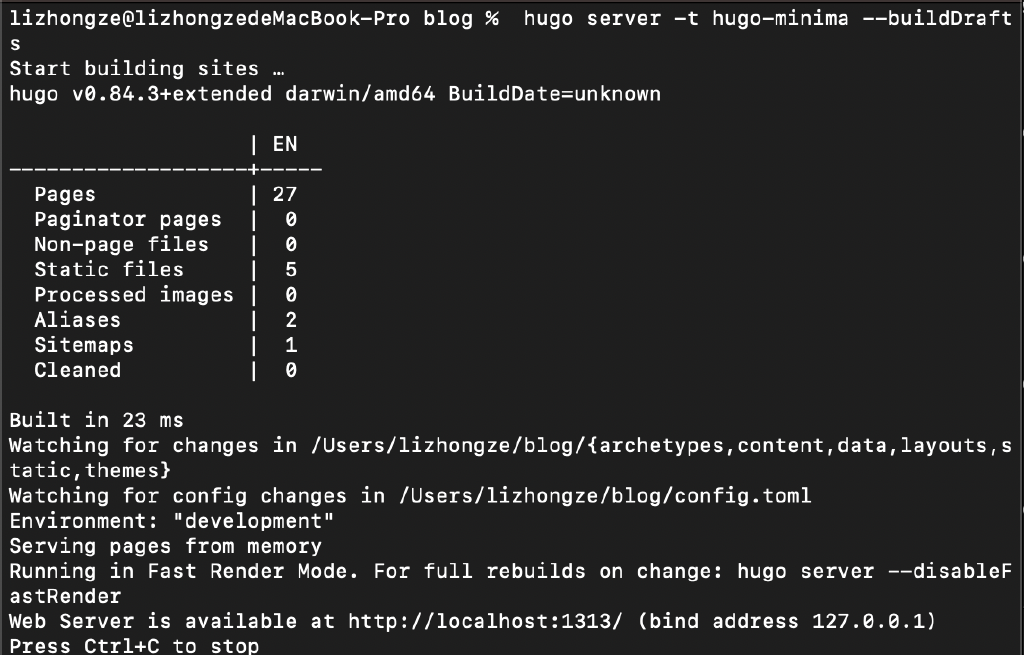 lizhongze@lizhongzedeMacBook-Pro blog %  hugo server -t hugo-minima --buildDraft
s
Start building sites …
hugo v0.84.3+extended darwin/amd64 BuildDate=unknown
                   | EN
-------------------+-----
  Pages            | 27
  Paginator pages  |  0
  Non-page files   |  0
  Static files     |  5
  Processed images |  0
  Aliases          |  2
  Sitemaps         |  1
  Cleaned          |  0
Built in 23 ms
Watching for changes in /Users/lizhongze/blog/{archetypes,content,data,layouts,s
tatic,themes}
Watching for config changes in /Users/lizhongze/blog/config.toml
Environment: "development"
Serving pages from memory
Running in Fast Render Mode. For full rebuilds on change: hugo server --disableF
astRender
Web Server is available at http://localhost:1313/ (bind address 127.0.0.1)
Press Ctrl+C to stop